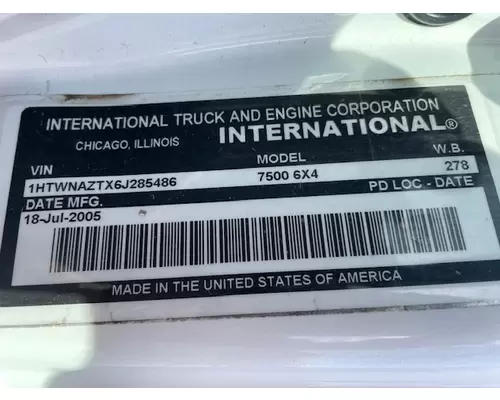 INTERNATIONAL TRUCK AND ENGINE CORPORATION
CHICAGO, ILLINOIS INTERNATIONAL®
VIN MODEL W.B.
1HTWNAZTX6J285486 7500 6X4 278
DATE MFG. PD LOC - DATE
18-Jul-2005
MADE IN THE UNITED STATES OF AMERICA